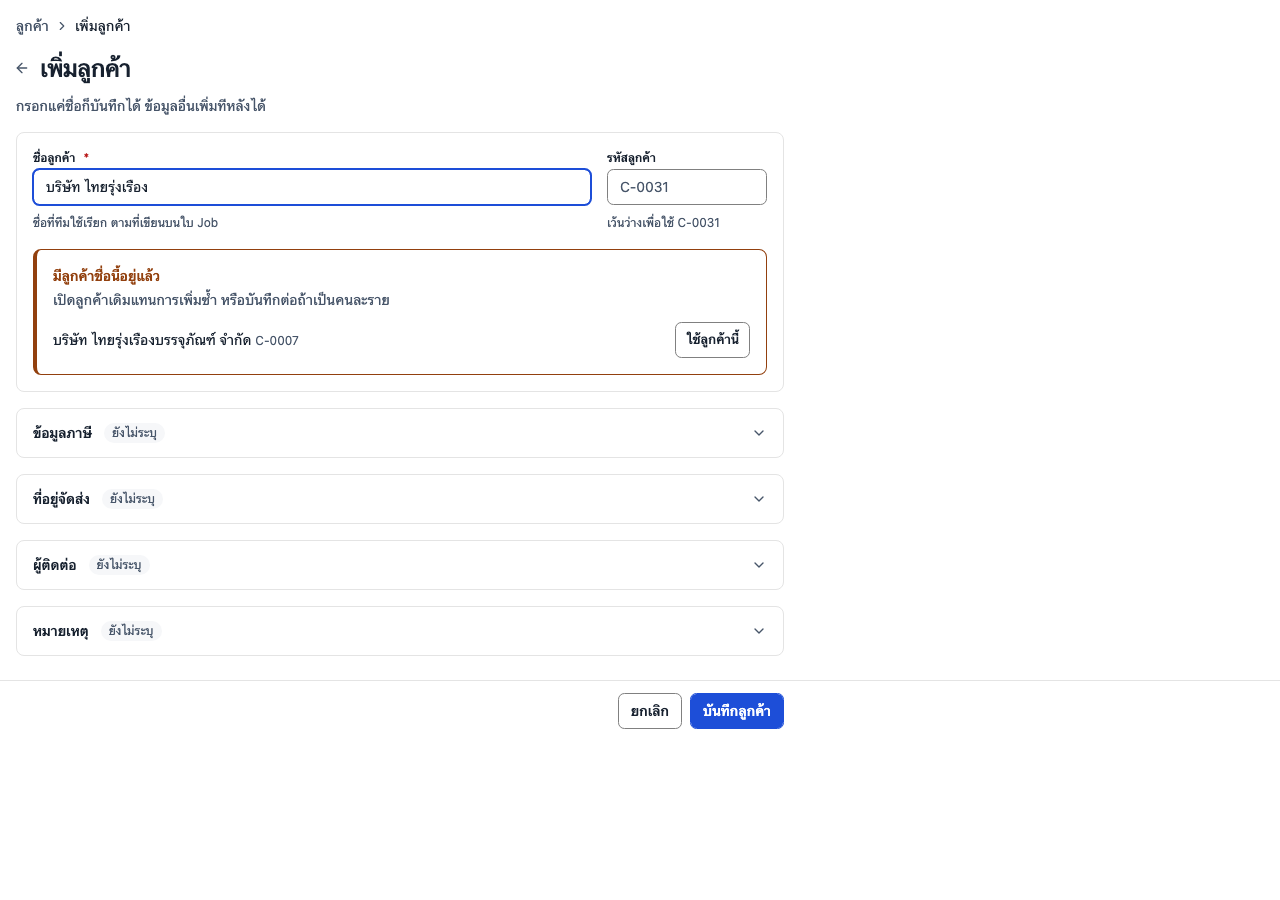 ลูกค้า > เพิ่มลูกค้า
← เพิ่มลูกค้า
กรอกแค่ชื่อก็บันทึกได้ ข้อมูลอื่นเพิ่มทีหลังได้
ชื่อลูกค้า *
บริษัท ไทยรุ่งเรือง
ชื่อที่ทีมใช้เรียก ตามที่เขียนบนใบ Job
รหัสลูกค้า
C-0031
เว้นว่างเพื่อใช้ C-0031
มีลูกค้าชื่อนี้อยู่แล้ว
เปิดลูกค้าเดิมแทนการเพิ่มซ้ำ หรือบันทึกต่อถ้าเป็นคนละราย
บริษัท ไทยรุ่งเรืองบรรจุภัณฑ์ จำกัด C-0007
ใช้ลูกค้านี้
ข้อมูลภาษี ยังไม่ระบุ
ที่อยู่จัดส่ง ยังไม่ระบุ
ผู้ติดต่อ ยังไม่ระบุ
หมายเหตุ ยังไม่ระบุ
ยกเลิก
บันทึกลูกค้า